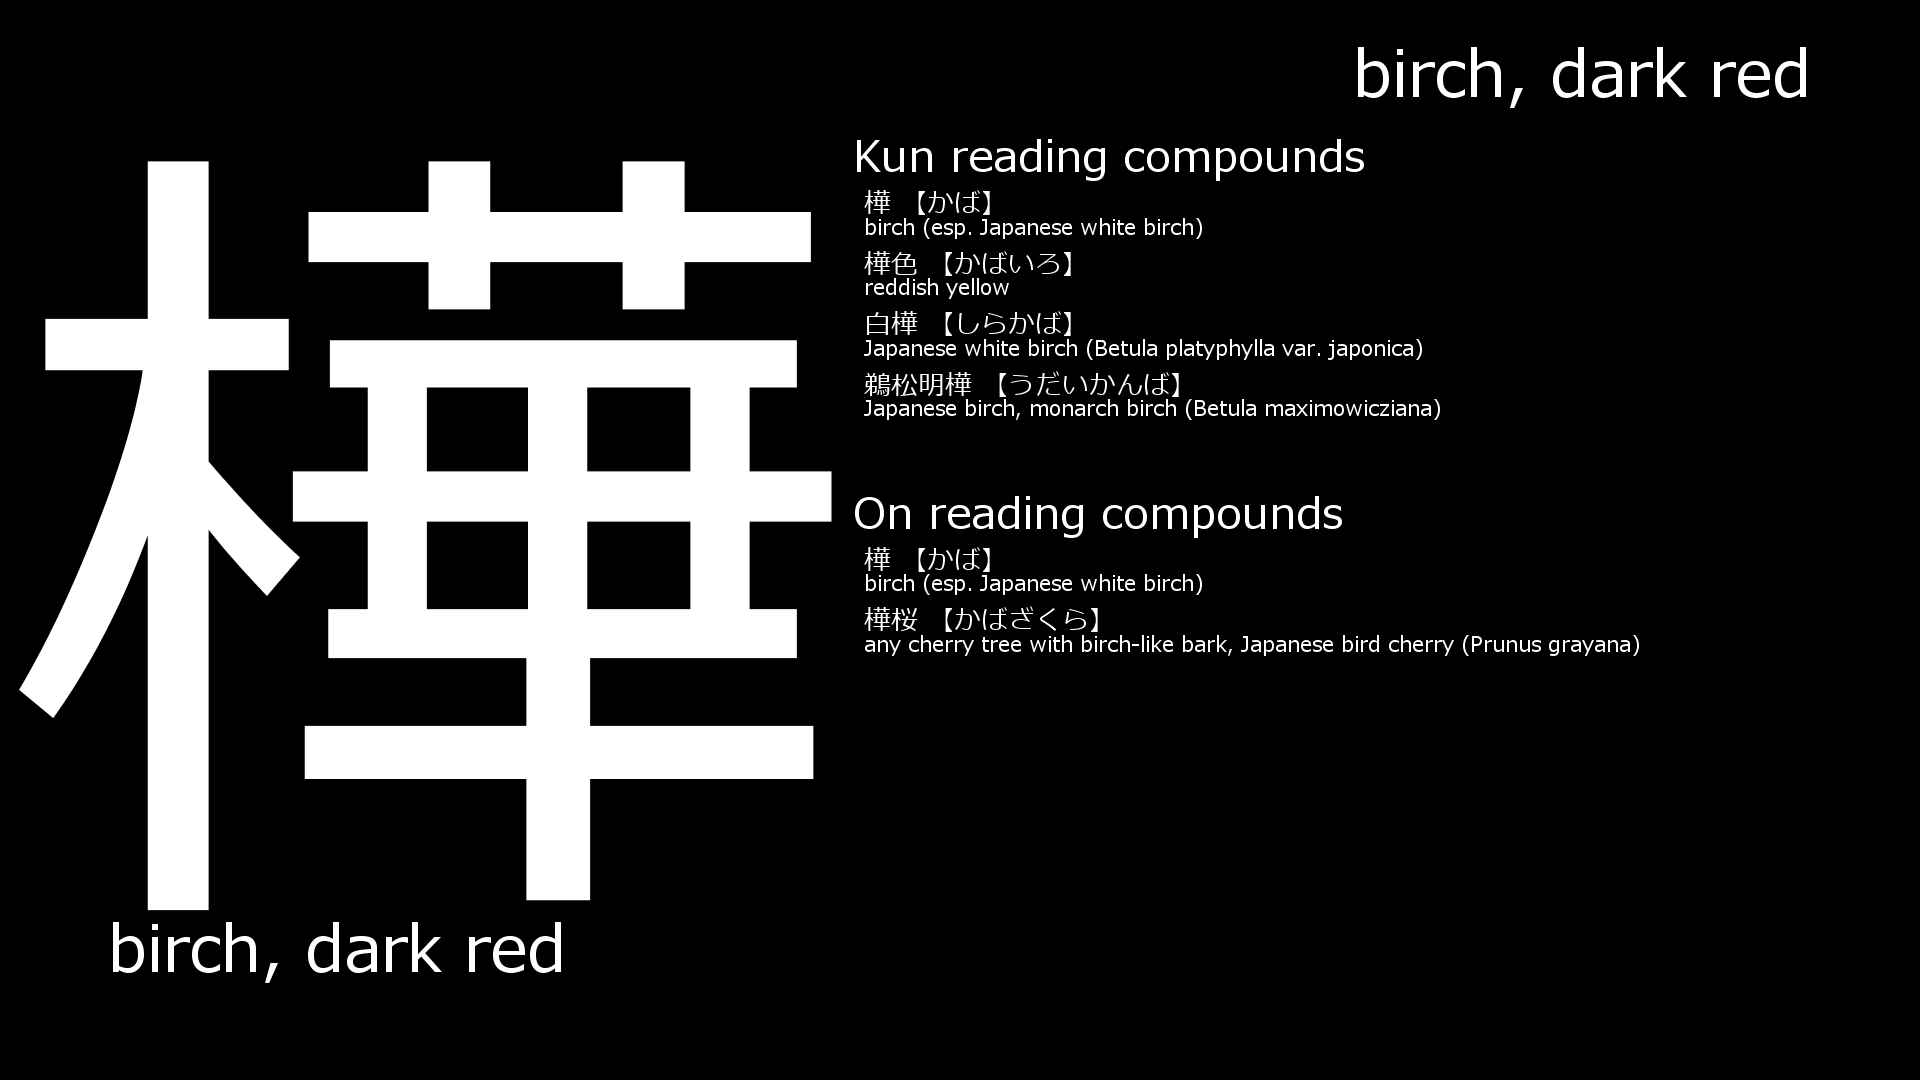 birch, dark red
樺
birch, dark red
Kun reading compounds
樺 【かば】
birch (esp. Japanese white birch)
樺色 【かばいろ】
reddish yellow
白樺 【しらかば】
Japanese white birch (Betula platyphylla var. japonica)
鵜松明樺 【うだいかんば】
Japanese birch, monarch birch (Betula maximowicziana)
On reading compounds
樺 【かば】
birch (esp. Japanese white birch)
樺桜 【かばざくら】
any cherry tree with birch-like bark, Japanese bird cherry (Prunus grayana)